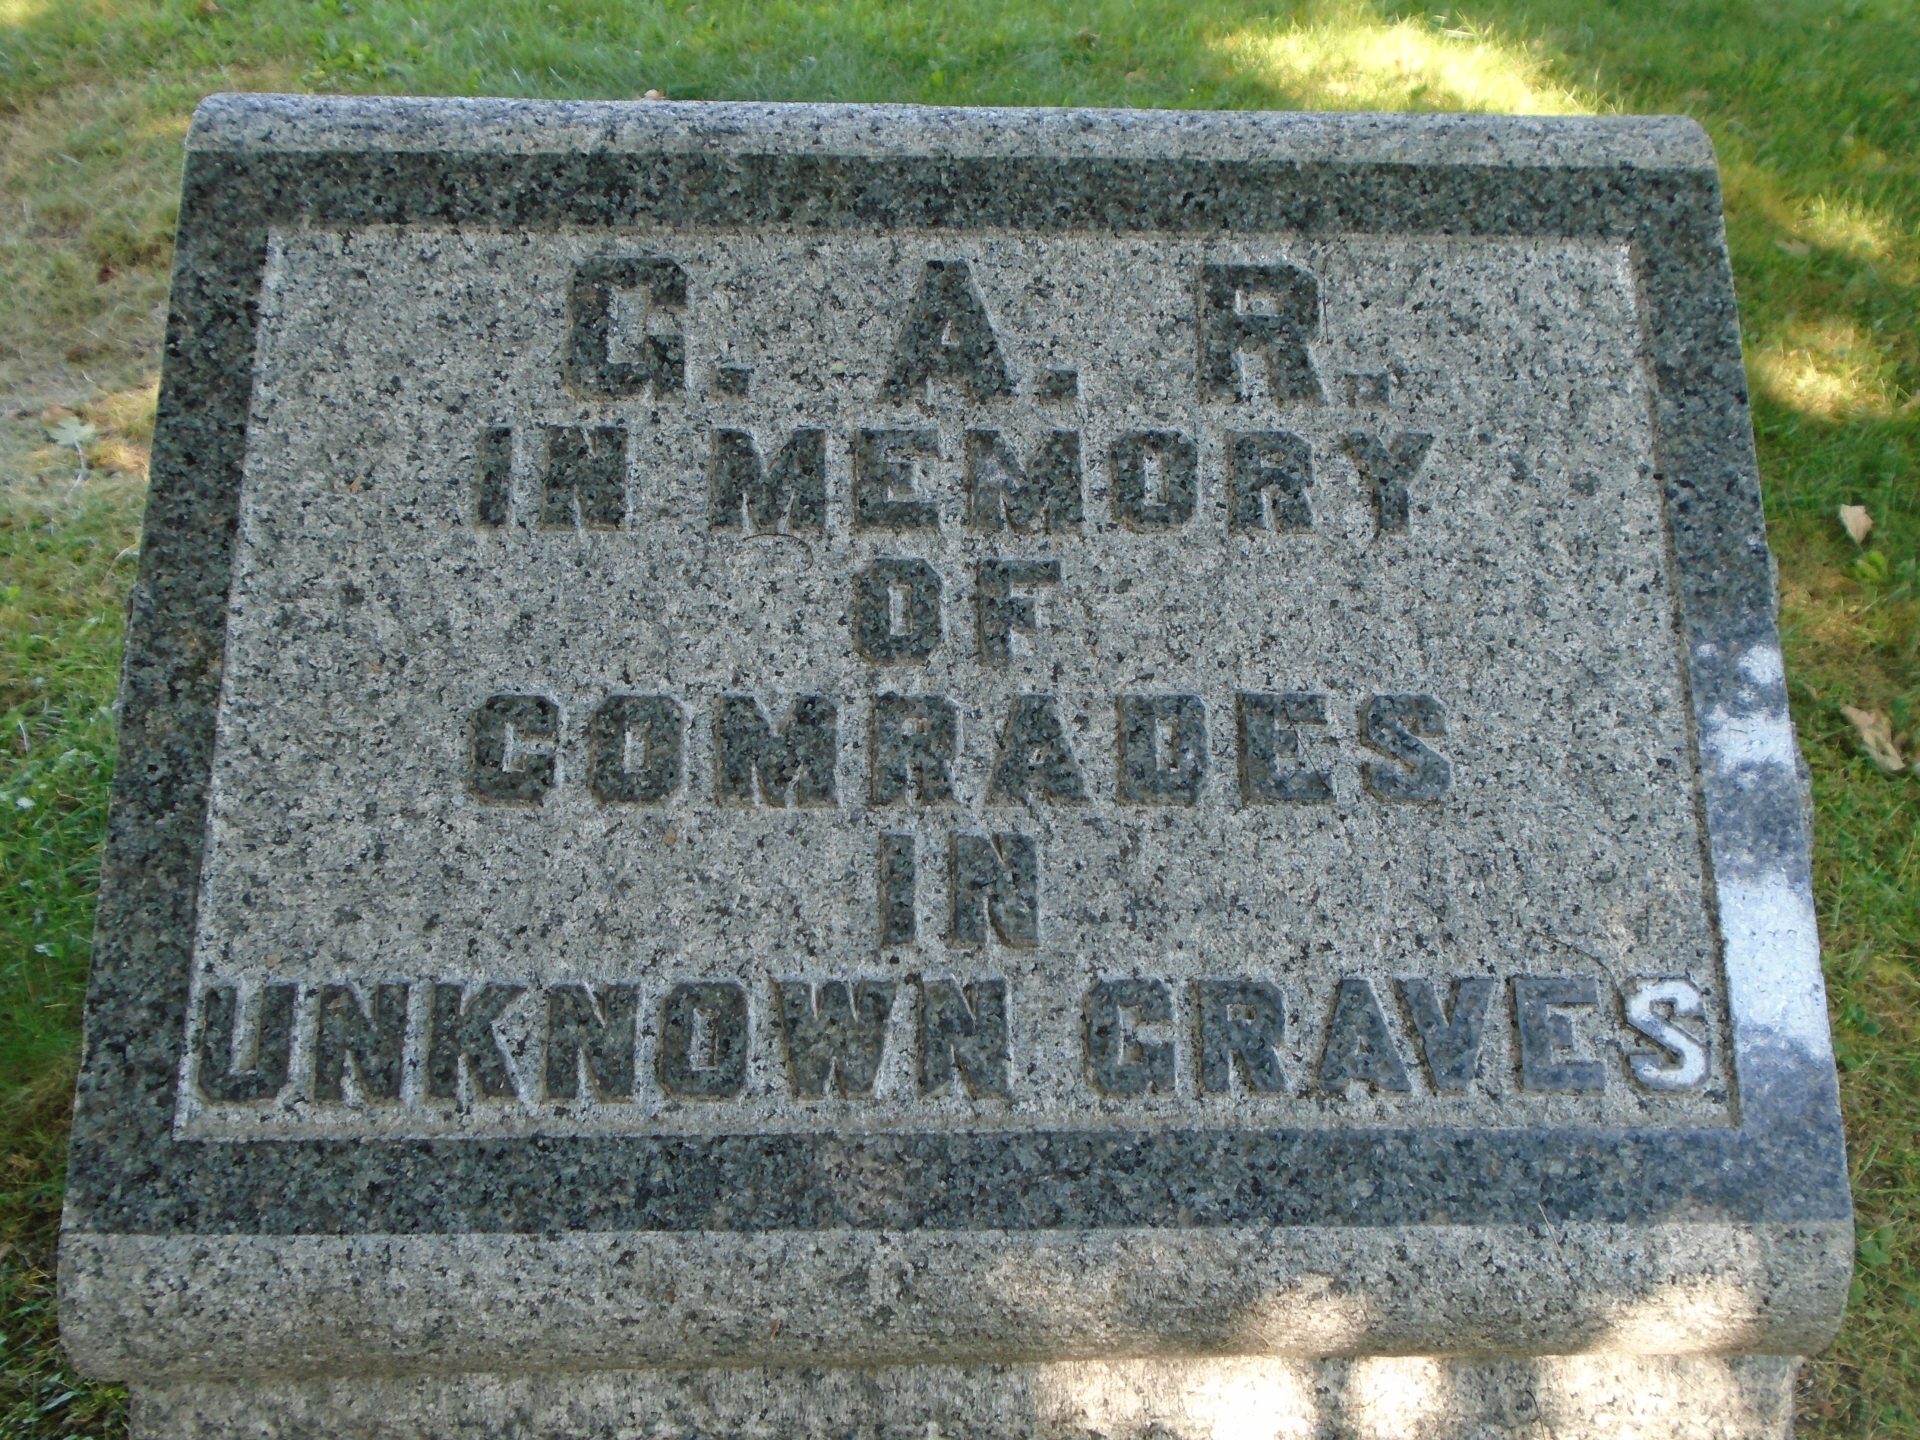 G. A. R.
IN MEMORY
OF
COMRADES
IN
UNKNOWN GRAVES